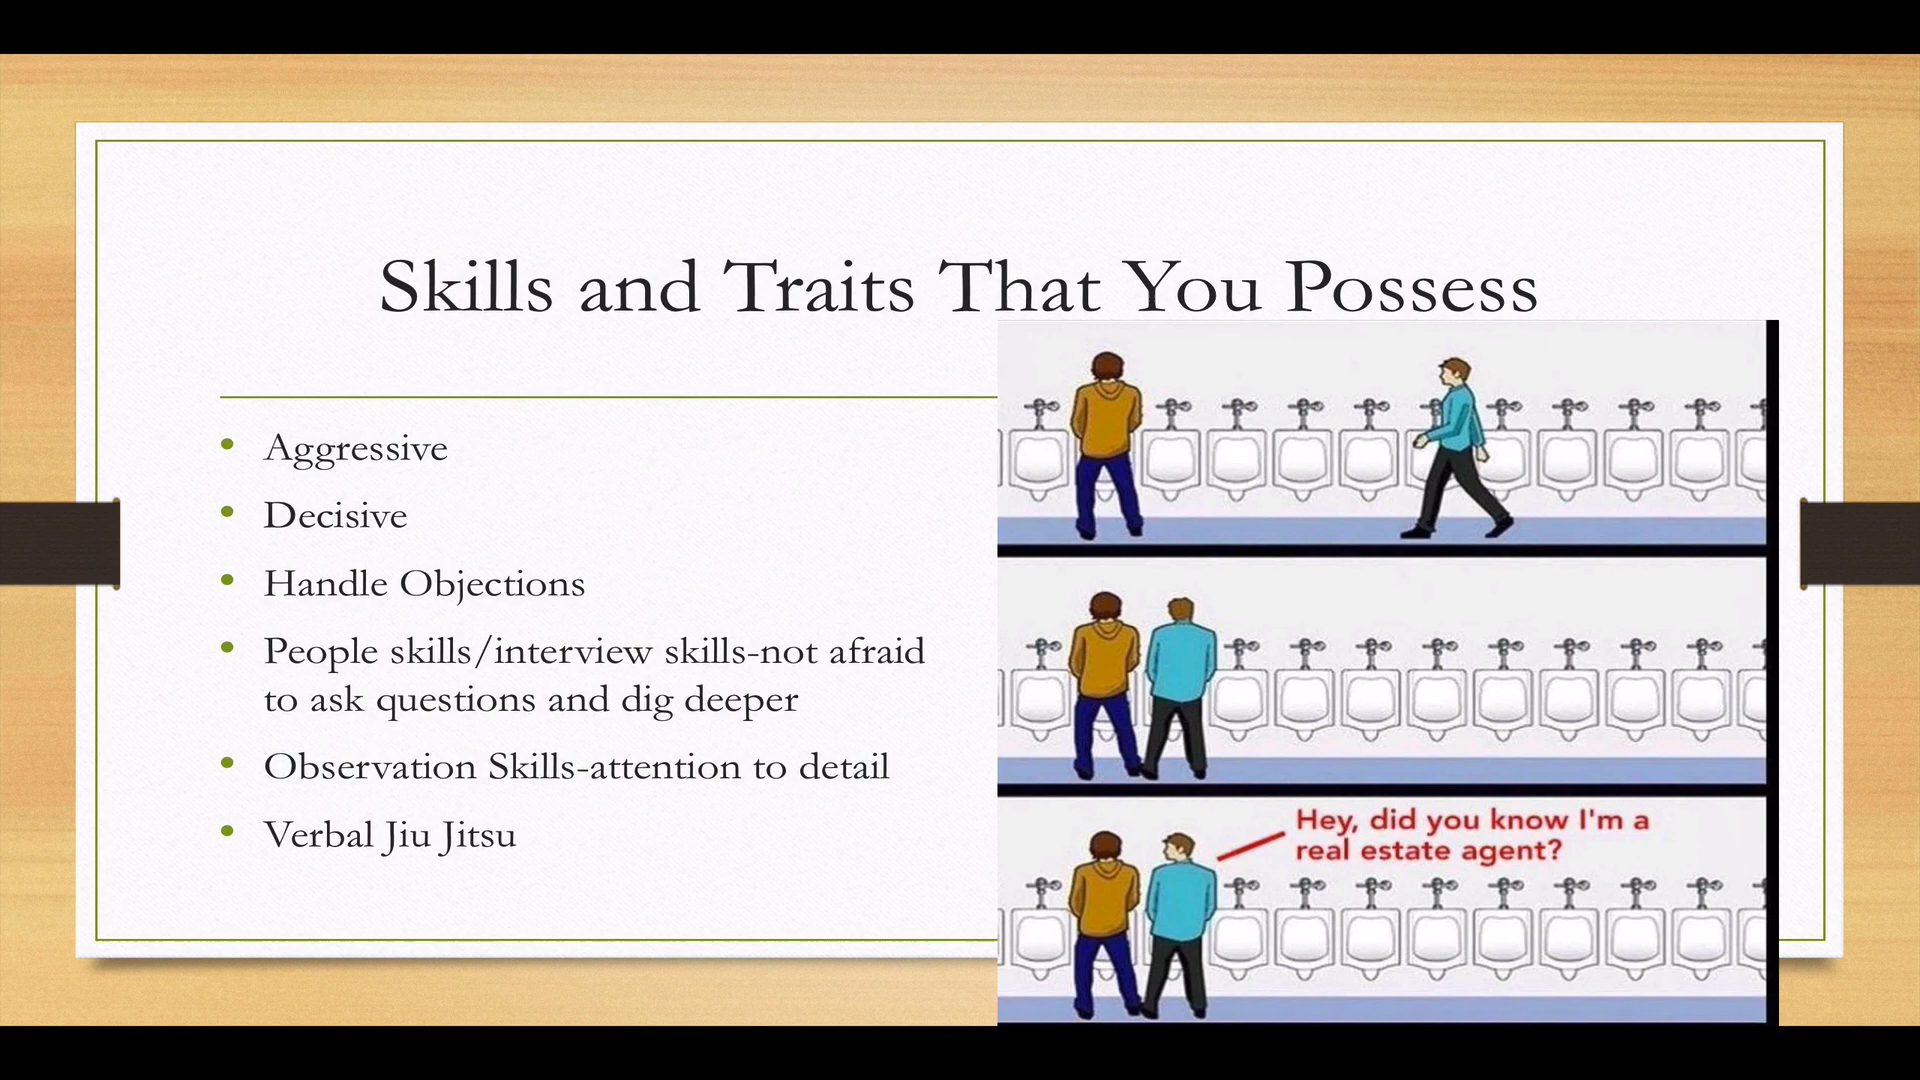 Skills and Traits That You Possess
• Aggressive
• Decisive
• Handle Objections
• People skills/interview skills-not afraid
to ask questions and dig deeper
• Observation Skills-attention to detail
• Verbal Jiu Jitsu
Hey, did you know I'm a
real estate agent?